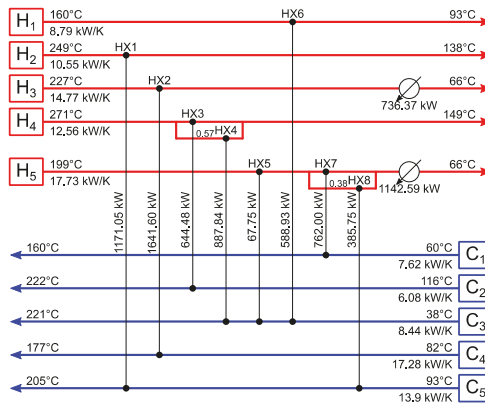 H1 160°C HX6 93°C
8.79 kW/K
H2 249°C HX1 138°C
10.55 kW/K
H3 227°C HX2 66°C
14.77 kW/K 736.37 kW
H4 271°C HX3 149°C
12.56 kW/K 0.57 HX4
H5 199°C HX5 HX7 66°C
17.73 kW/K 0.38 HX8 1142.59 kW
1171.05 kW
1641.60 kW
644.48 kW
887.84 kW
67.75 kW
588.93 kW
762.00 kW
385.75 kW
160°C 60°C C1
7.62 kW/K
222°C 116°C C2
6.08 kW/K
221°C 38°C C3
8.44 kW/K
177°C 82°C C4
17.28 kW/K
205°C 93°C C5
13.9 kW/K